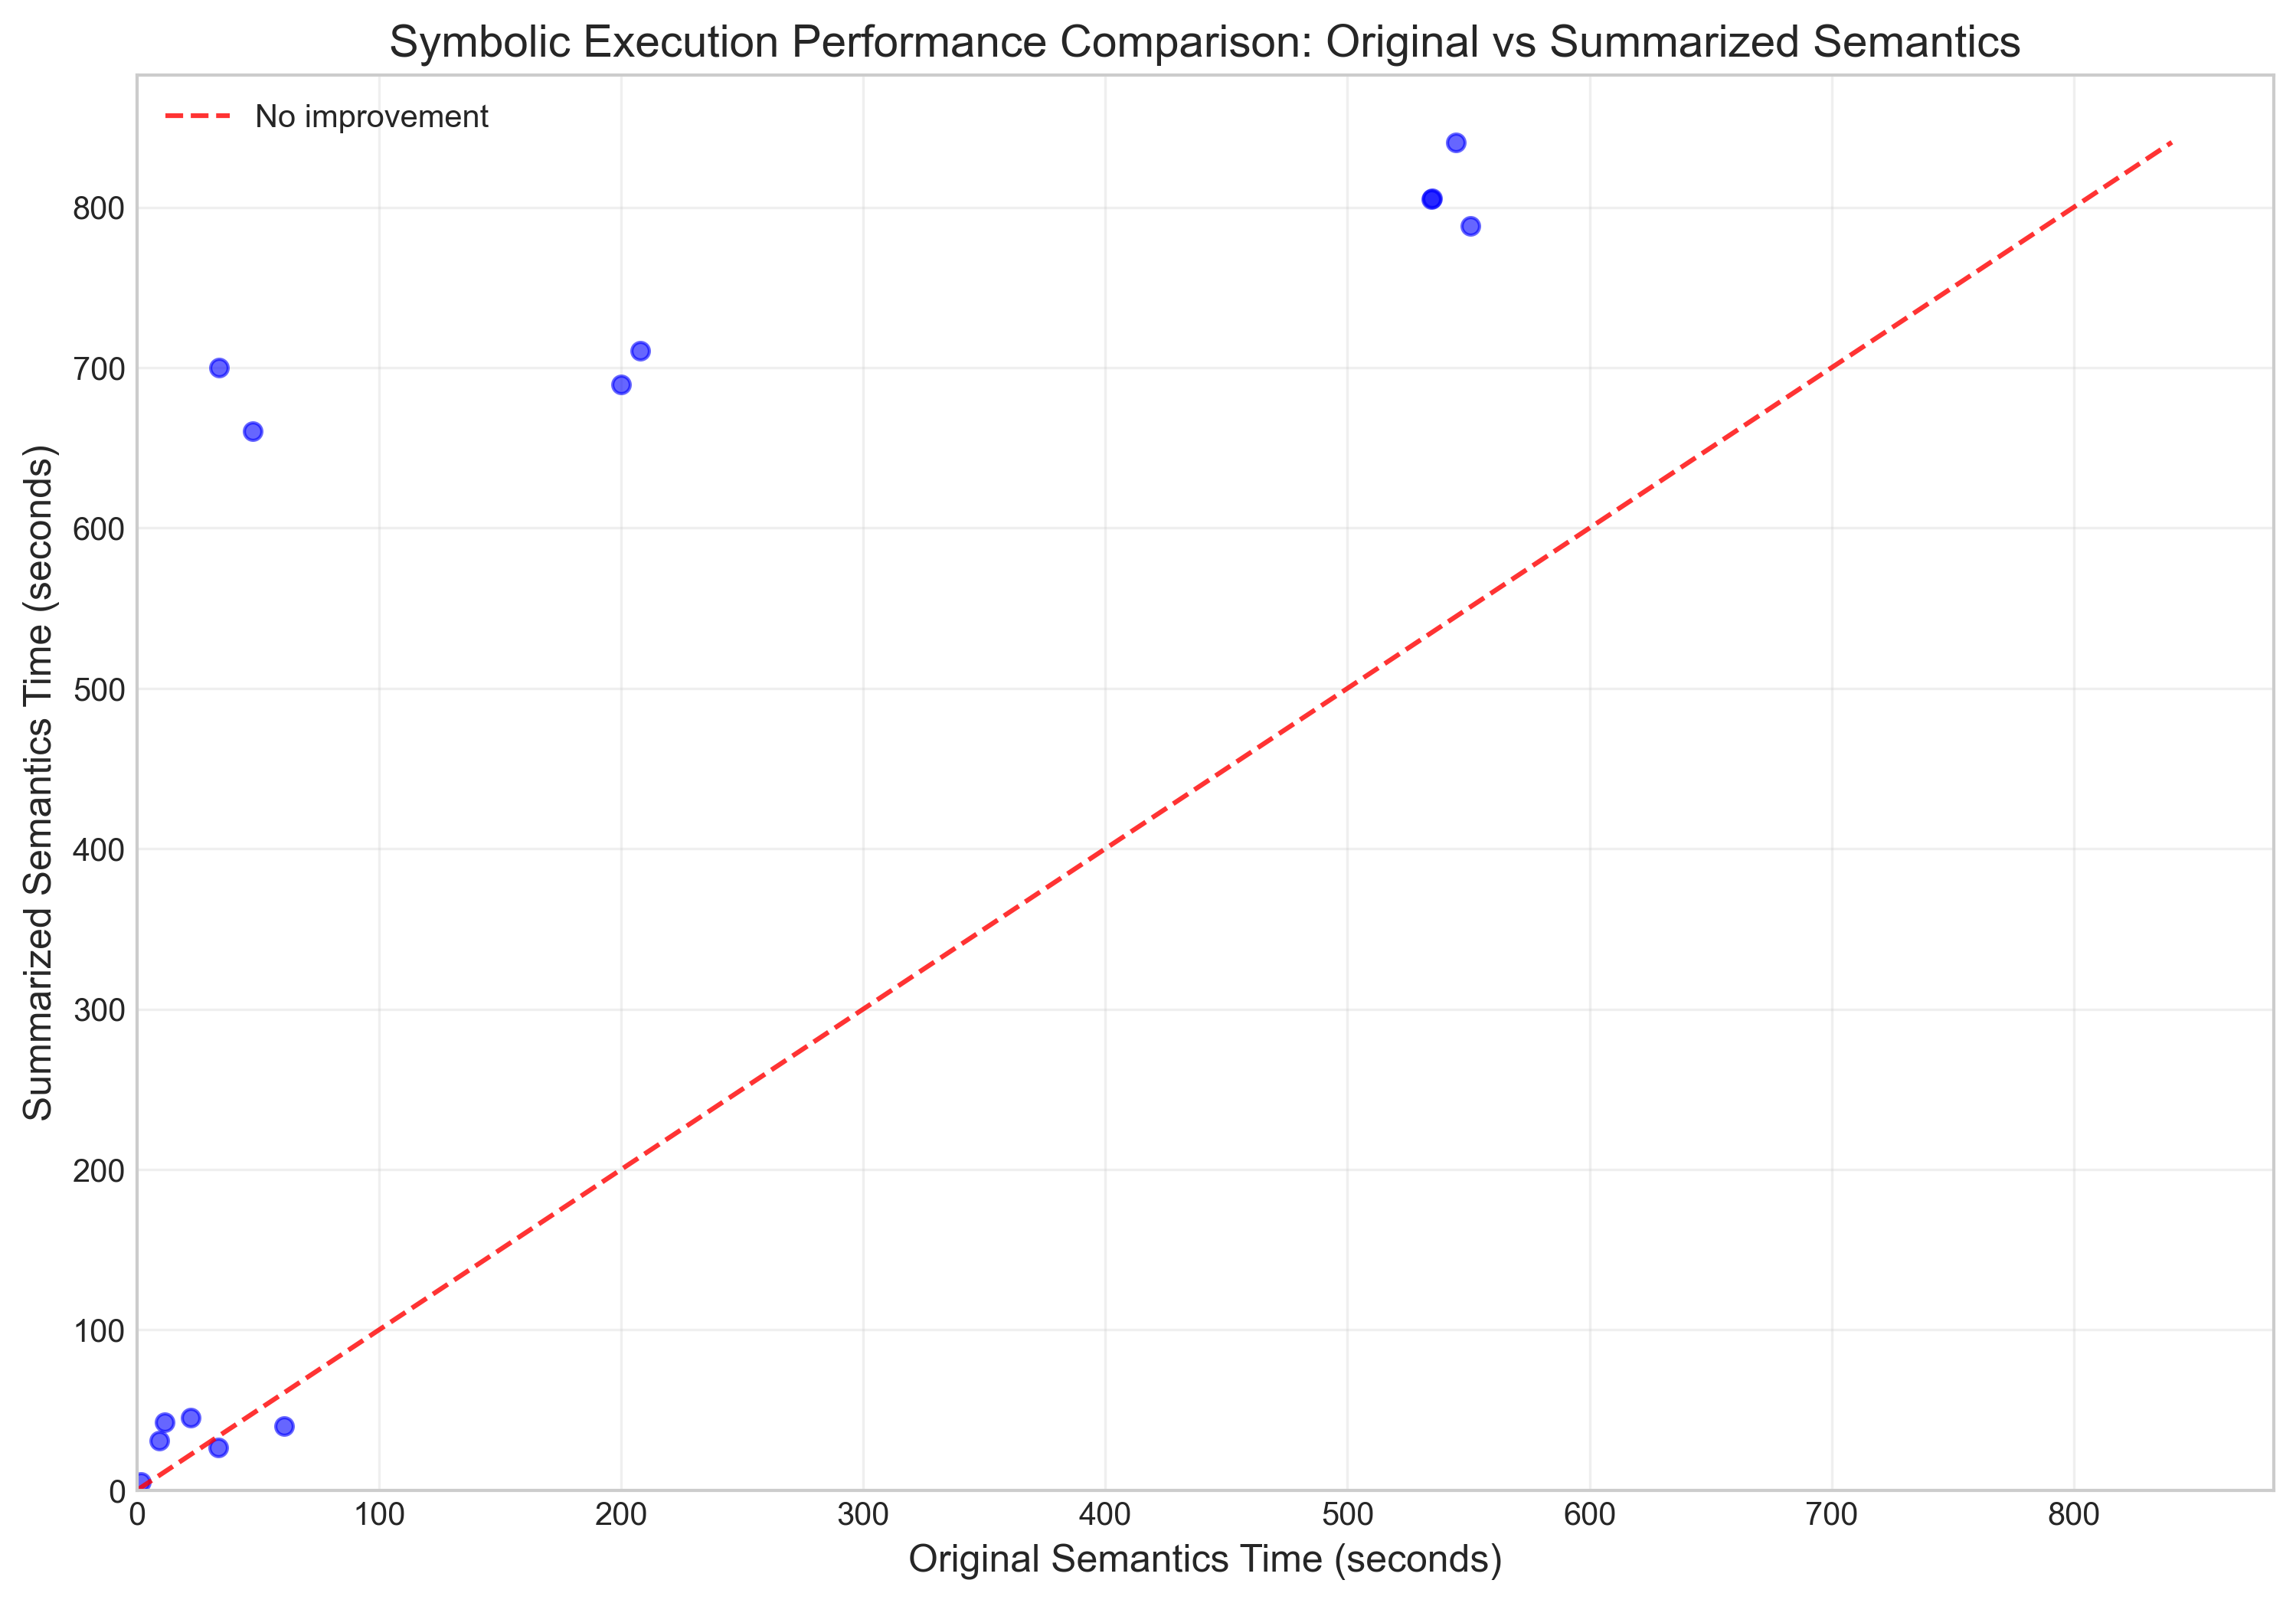 Symbolic Execution Performance Comparison: Original vs Summarized Semantics
No improvement
Summarized Semantics Time (seconds)
800
700
600
500
400
300
200
100
0
0 100 200 300 400 500 600 700 800
Original Semantics Time (seconds)